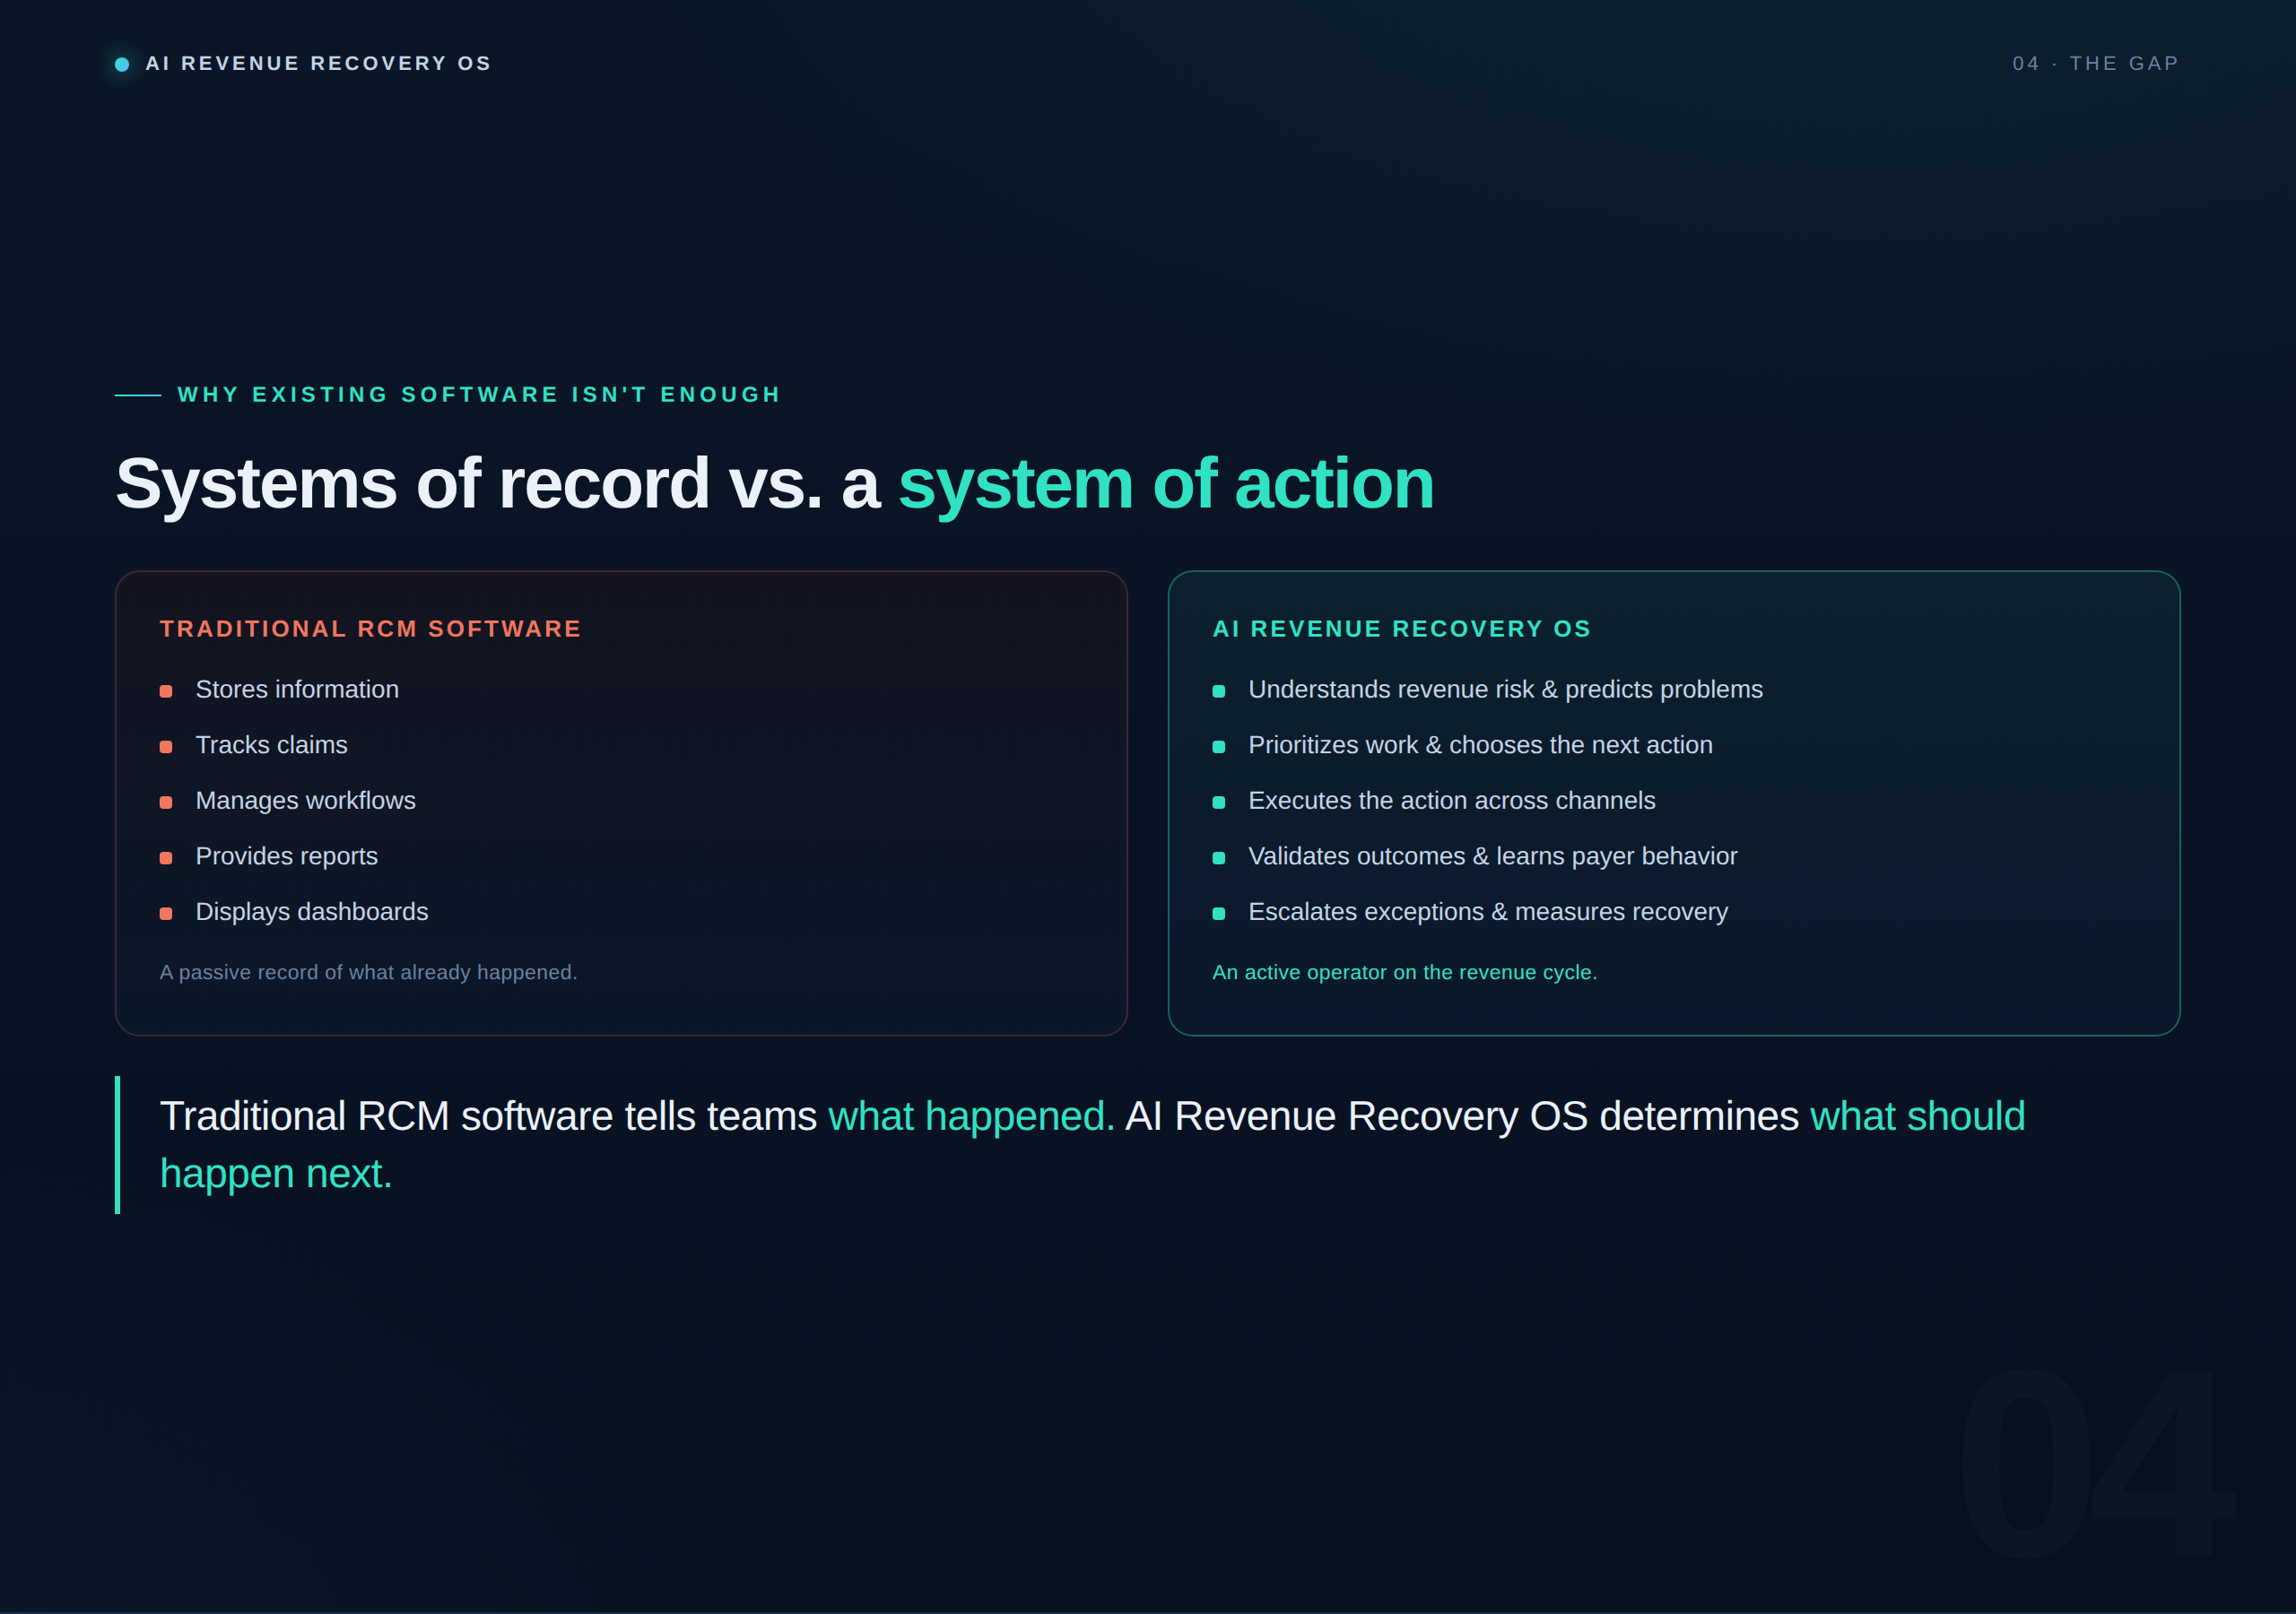 AI REVENUE RECOVERY OS
04 · THE GAP
WHY EXISTING SOFTWARE ISN'T ENOUGH
Systems of record vs. a system of action
TRADITIONAL RCM SOFTWARE
Stores information
Tracks claims
Manages workflows
Provides reports
Displays dashboards
A passive record of what already happened.
AI REVENUE RECOVERY OS
Understands revenue risk & predicts problems
Prioritizes work & chooses the next action
Executes the action across channels
Validates outcomes & learns payer behavior
Escalates exceptions & measures recovery
An active operator on the revenue cycle.
Traditional RCM software tells teams what happened. AI Revenue Recovery OS determines what should
happen next.
04